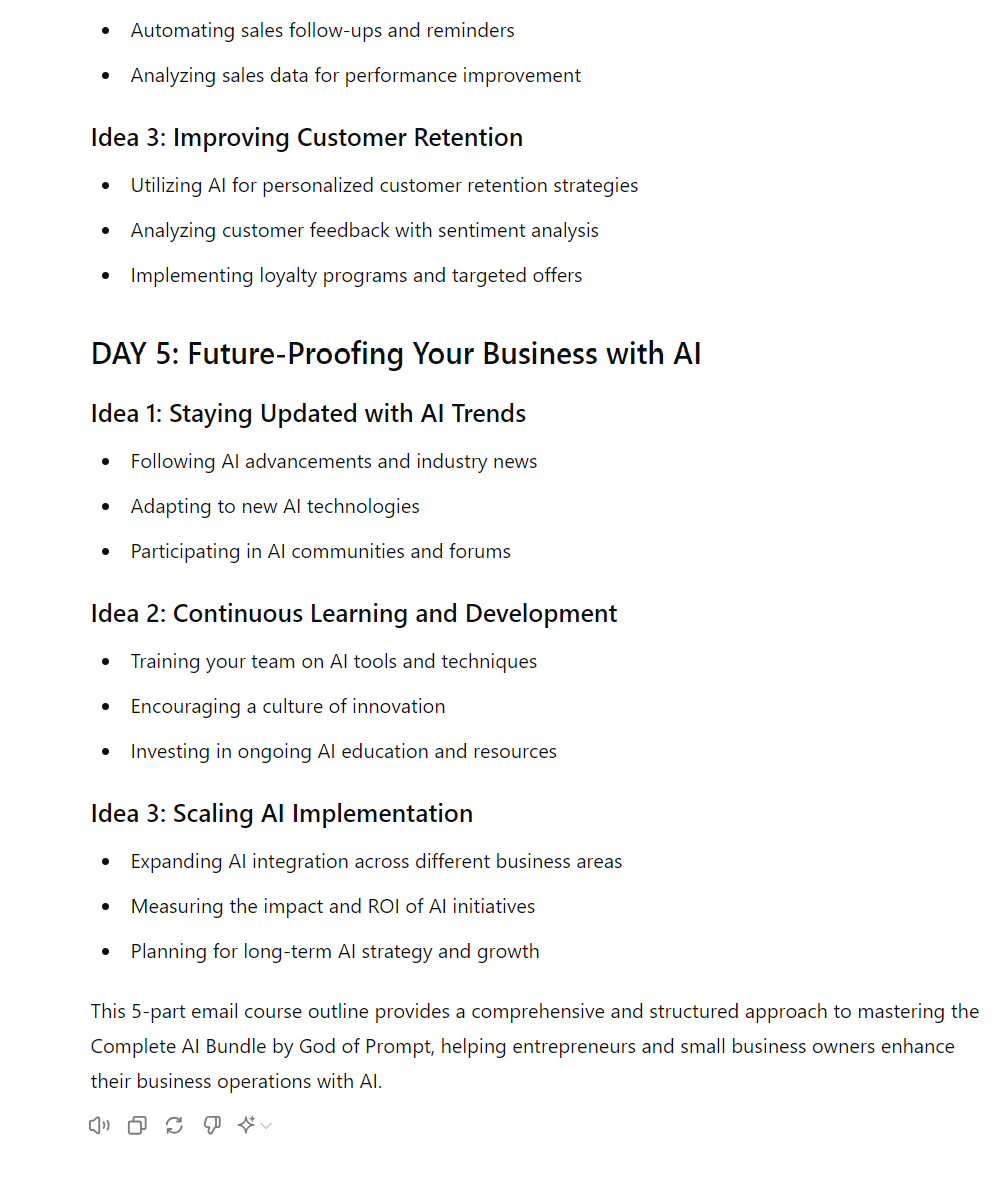 Automating sales follow-ups and reminders
Analyzing sales data for performance improvement
Idea 3: Improving Customer Retention
Utilizing AI for personalized customer retention strategies
Analyzing customer feedback with sentiment analysis
Implementing loyalty programs and targeted offers
DAY 5: Future-Proofing Your Business with AI
Idea 1: Staying Updated with AI Trends
Following AI advancements and industry news
Adapting to new AI technologies
Participating in AI communities and forums
Idea 2: Continuous Learning and Development
Training your team on AI tools and techniques
Encouraging a culture of innovation
Investing in ongoing AI education and resources
Idea 3: Scaling AI Implementation
Expanding AI integration across different business areas
Measuring the impact and ROI of AI initiatives
Planning for long-term AI strategy and growth
This 5-part email course outline provides a comprehensive and structured approach to mastering the
Complete AI Bundle by God of Prompt, helping entrepreneurs and small business owners enhance
their business operations with AI.